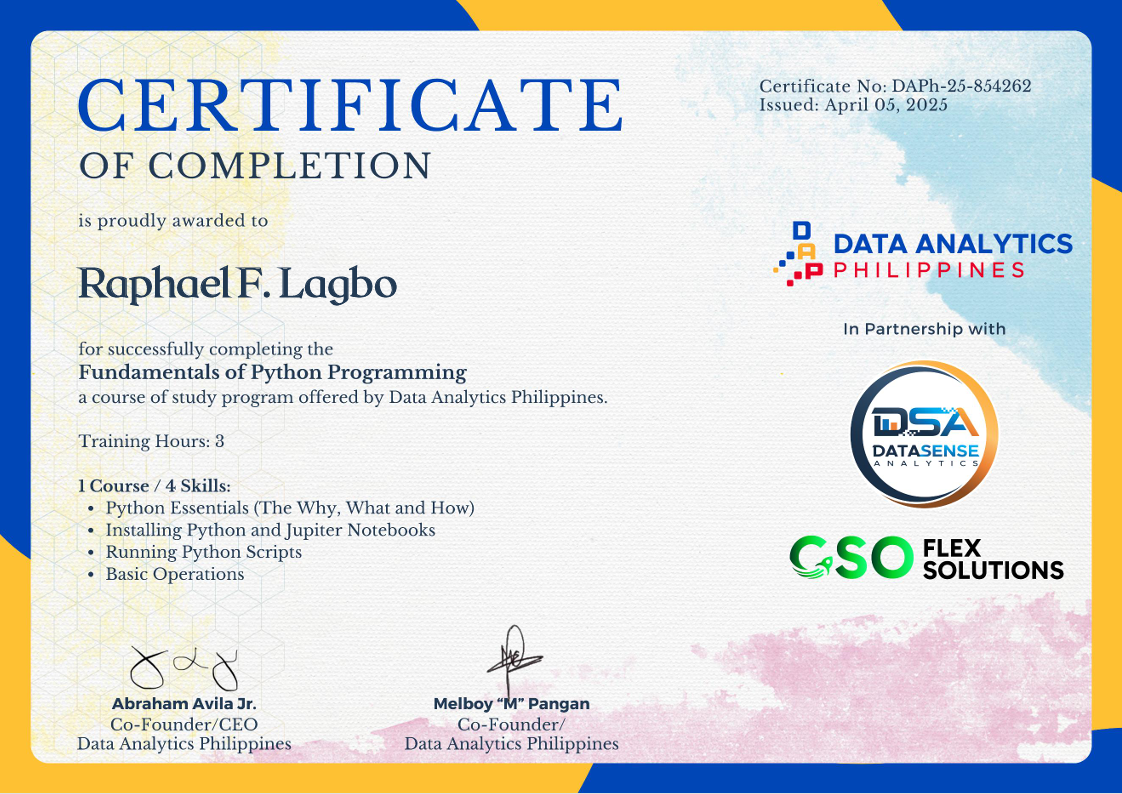 CERTIFICATE
OF COMPLETION
Certificate No: DAPh-25-854262
Issued: April 05, 2025
is proudly awarded to
Raphael F. Lagbo
for successfully completing the
Fundamentals of Python Programming
a course of study program offered by Data Analytics Philippines.
Training Hours: 3
1 Course / 4 Skills:
• Python Essentials (The Why, What and How)
• Installing Python and Jupiter Notebooks
• Running Python Scripts
• Basic Operations
Abraham Avila Jr.
Co-Founder/CEO
Data Analytics Philippines
Melboy “M” Pangan
Co-Founder/
Data Analytics Philippines
D
A
P
DATA ANALYTICS
PHILIPPINES
In Partnership with
DSA
DATASENSE
ANALYTICS
GSO FLEX
SOLUTIONS